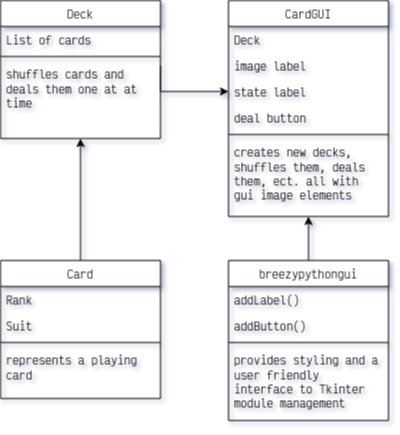 Deck
List of cards
shuffles cards and
deals them one at at
time
CardGUI
Deck
image label
state label
deal button
creates new decks,
shuffles them, deals
them, ect. all with
gui image elements
Card
Rank
Suit
represents a playing
card
breezypythongui
addLabel()
addButton()
provides styling and a
user friendly
interface to Tkinter
module management